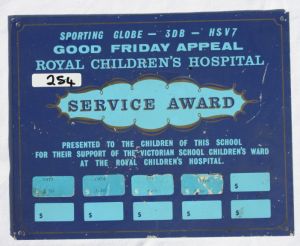 SPORTING GLOBE – 3DB – HSV7
GOOD FRIDAY APPEAL
ROYAL CHILDREN'S HOSPITAL
254
SERVICE AWARD
PRESENTED TO THE CHILDREN OF THIS SCHOOL
FOR THEIR SUPPORT OF THE VICTORIAN SCHOOL CHILDREN'S WARD
AT THE ROYAL CHILDREN'S HOSPITAL.
$
$ $ $ $ $